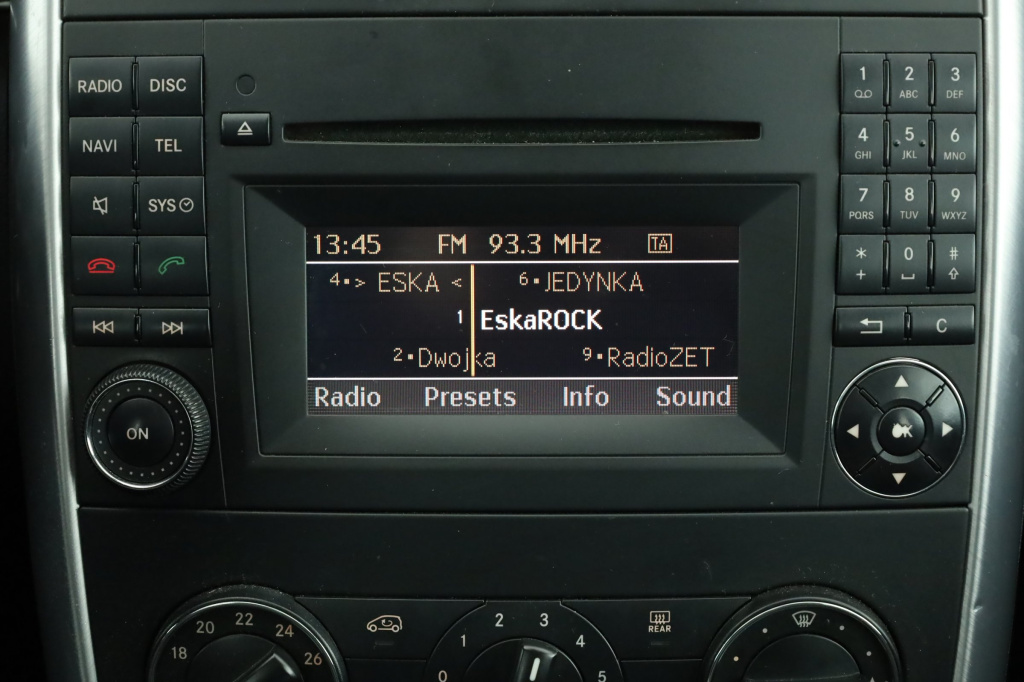 RADIO DISC
NAVI TEL
SYS
ON
13:45 FM 93.3 MHz TA
4 > ESKA < 6 JEDYNKA
1 EskaROCK
2 Dwojka 9 RadioZET
Radio Presets Info Sound
1 2 3
ABC DEF
4 5 6
GHI JKL MNO
7 8 9
PQRS TUV WXYZ
* 0 #
+
C
OK
18 20 22 24 26
0 1 2 3 4 5
REAR